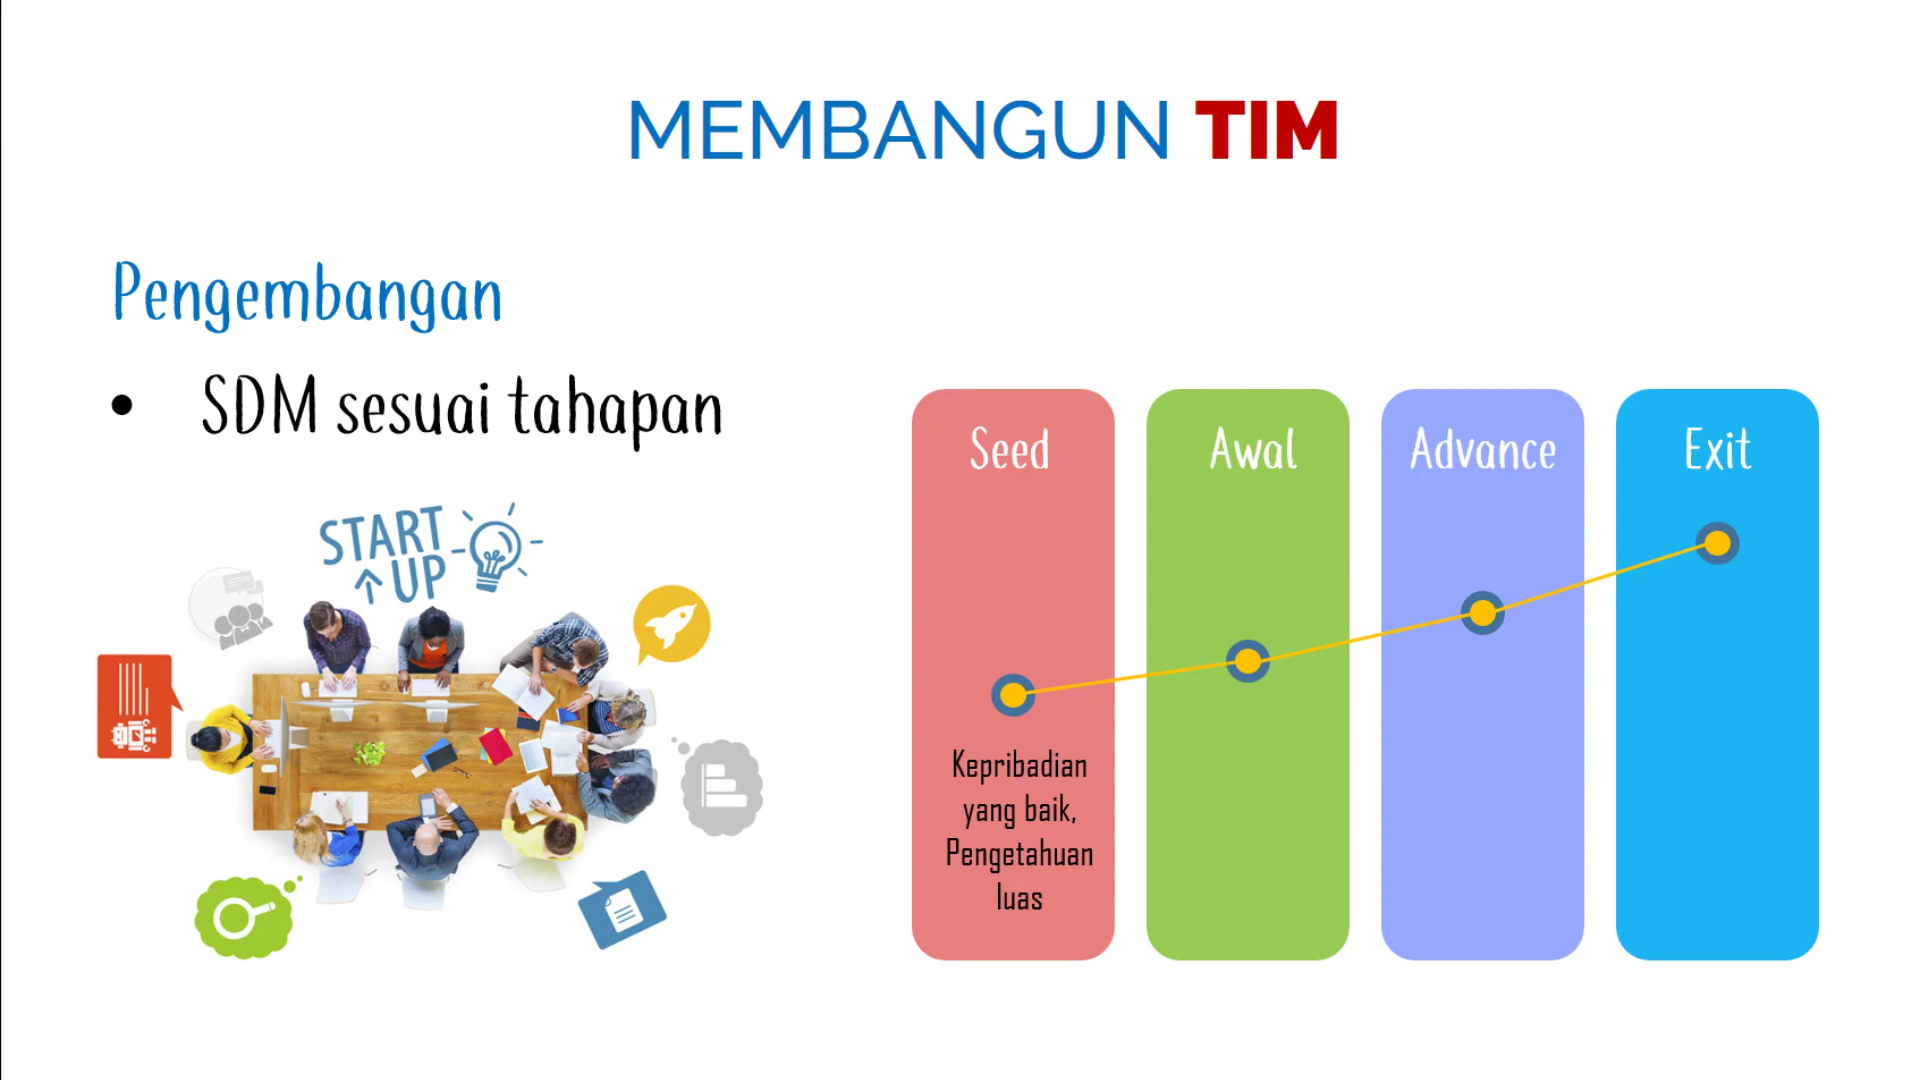 MEMBANGUN TIM
Pengembangan
• SDM sesuai tahapan
START
UP
Seed
Awal
Advance
Exit
Kepribadian
yang baik,
Pengetahuan
luas